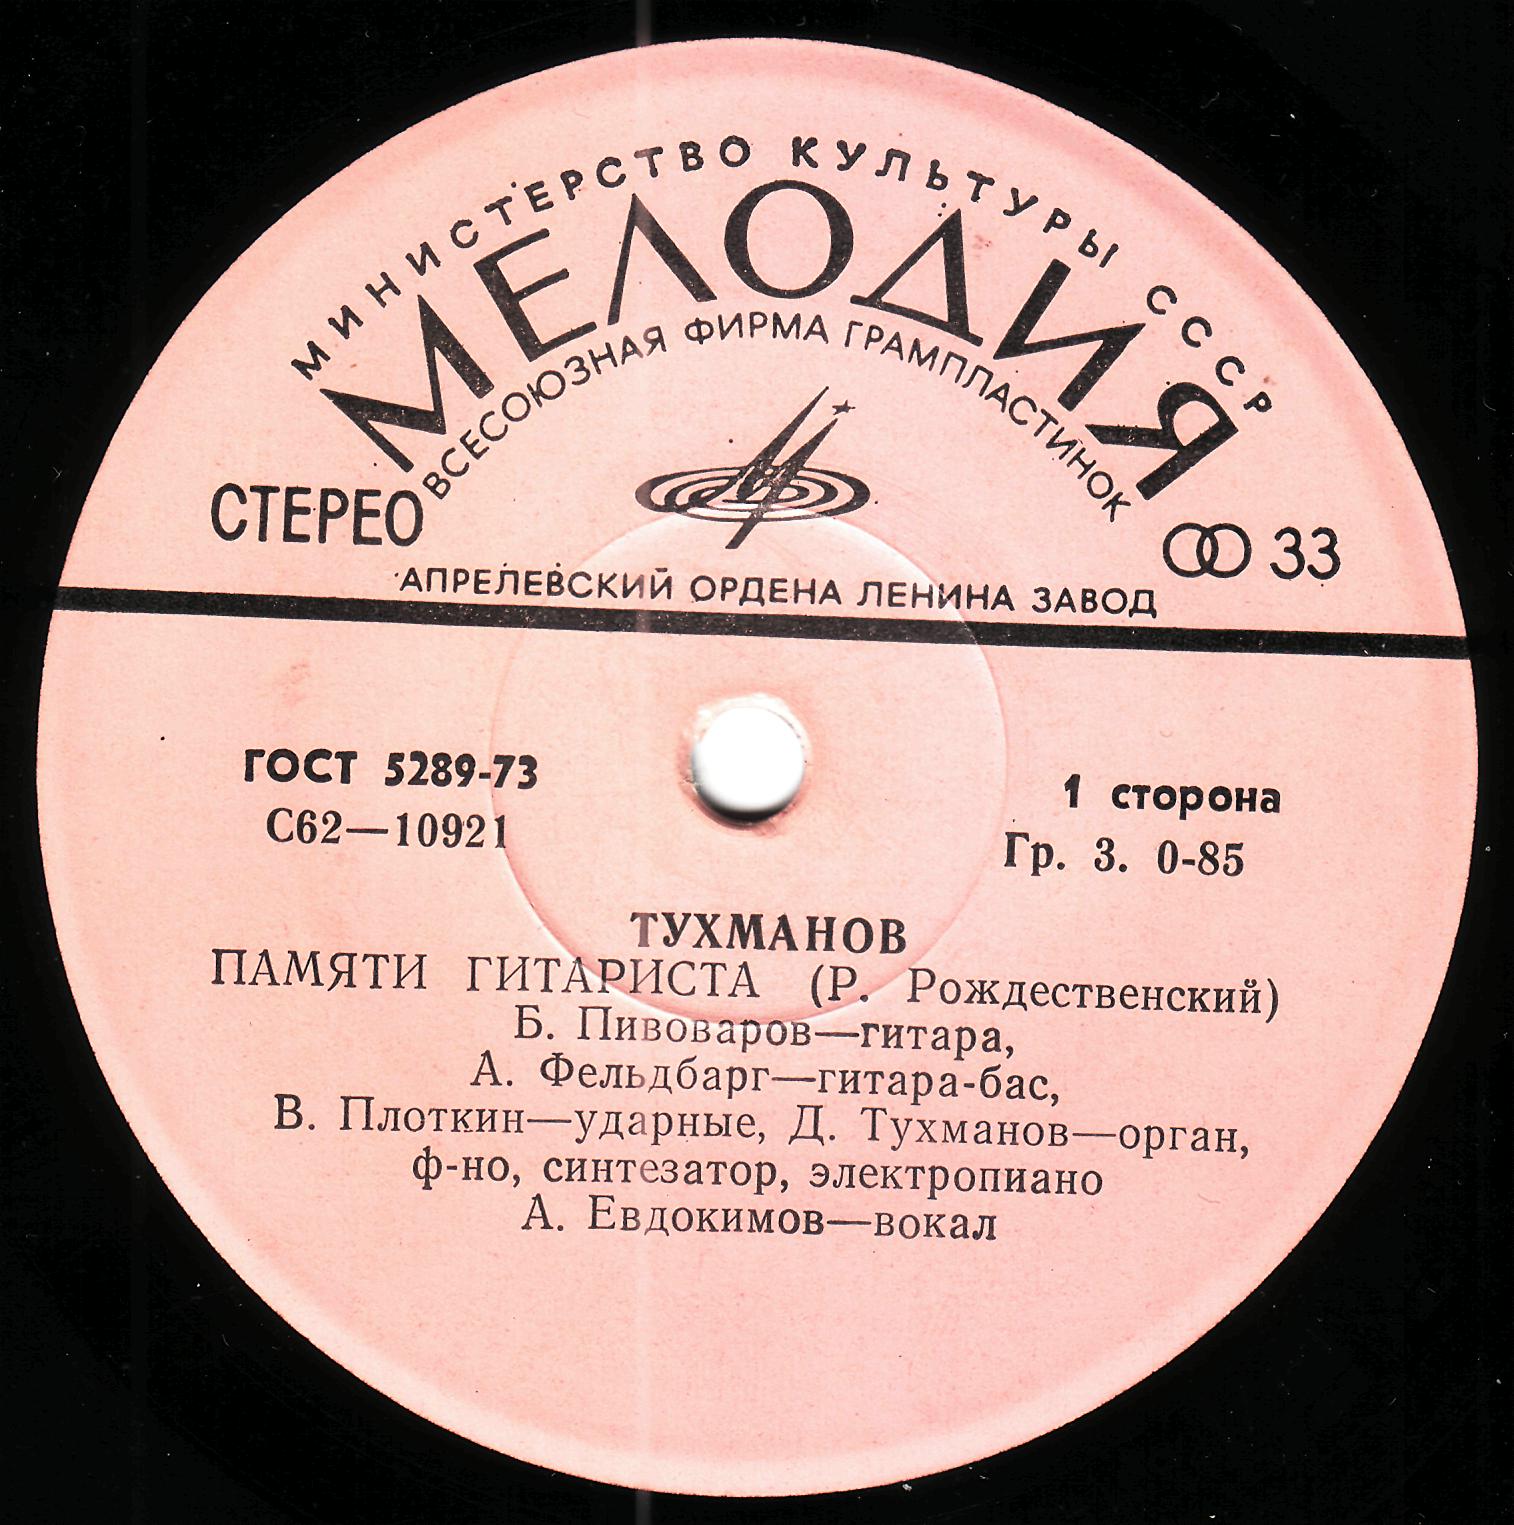 МИНИСТЕРСТВО КУЛЬТУРЫ СССР
МЕЛОДИЯ
ВСЕСОЮЗНАЯ ФИРМА ГРАМПЛАСТИНОК
СТЕРЕО
33
АПРЕЛЕВСКИЙ ОРДЕНА ЛЕНИНА ЗАВОД
ГОСТ 5289-73
С62—10921
1 сторона
Гр. 3. 0-85
ТУХМАНОВ
ПАМЯТИ ГИТАРИСТА (Р. Рождественский)
Б. Пивоваров—гитара,
А. Фельдбарг—гитара-бас,
В. Плоткин—ударные, Д. Тухманов—орган,
ф-но, синтезатор, электропиано
А. Евдокимов—вокал